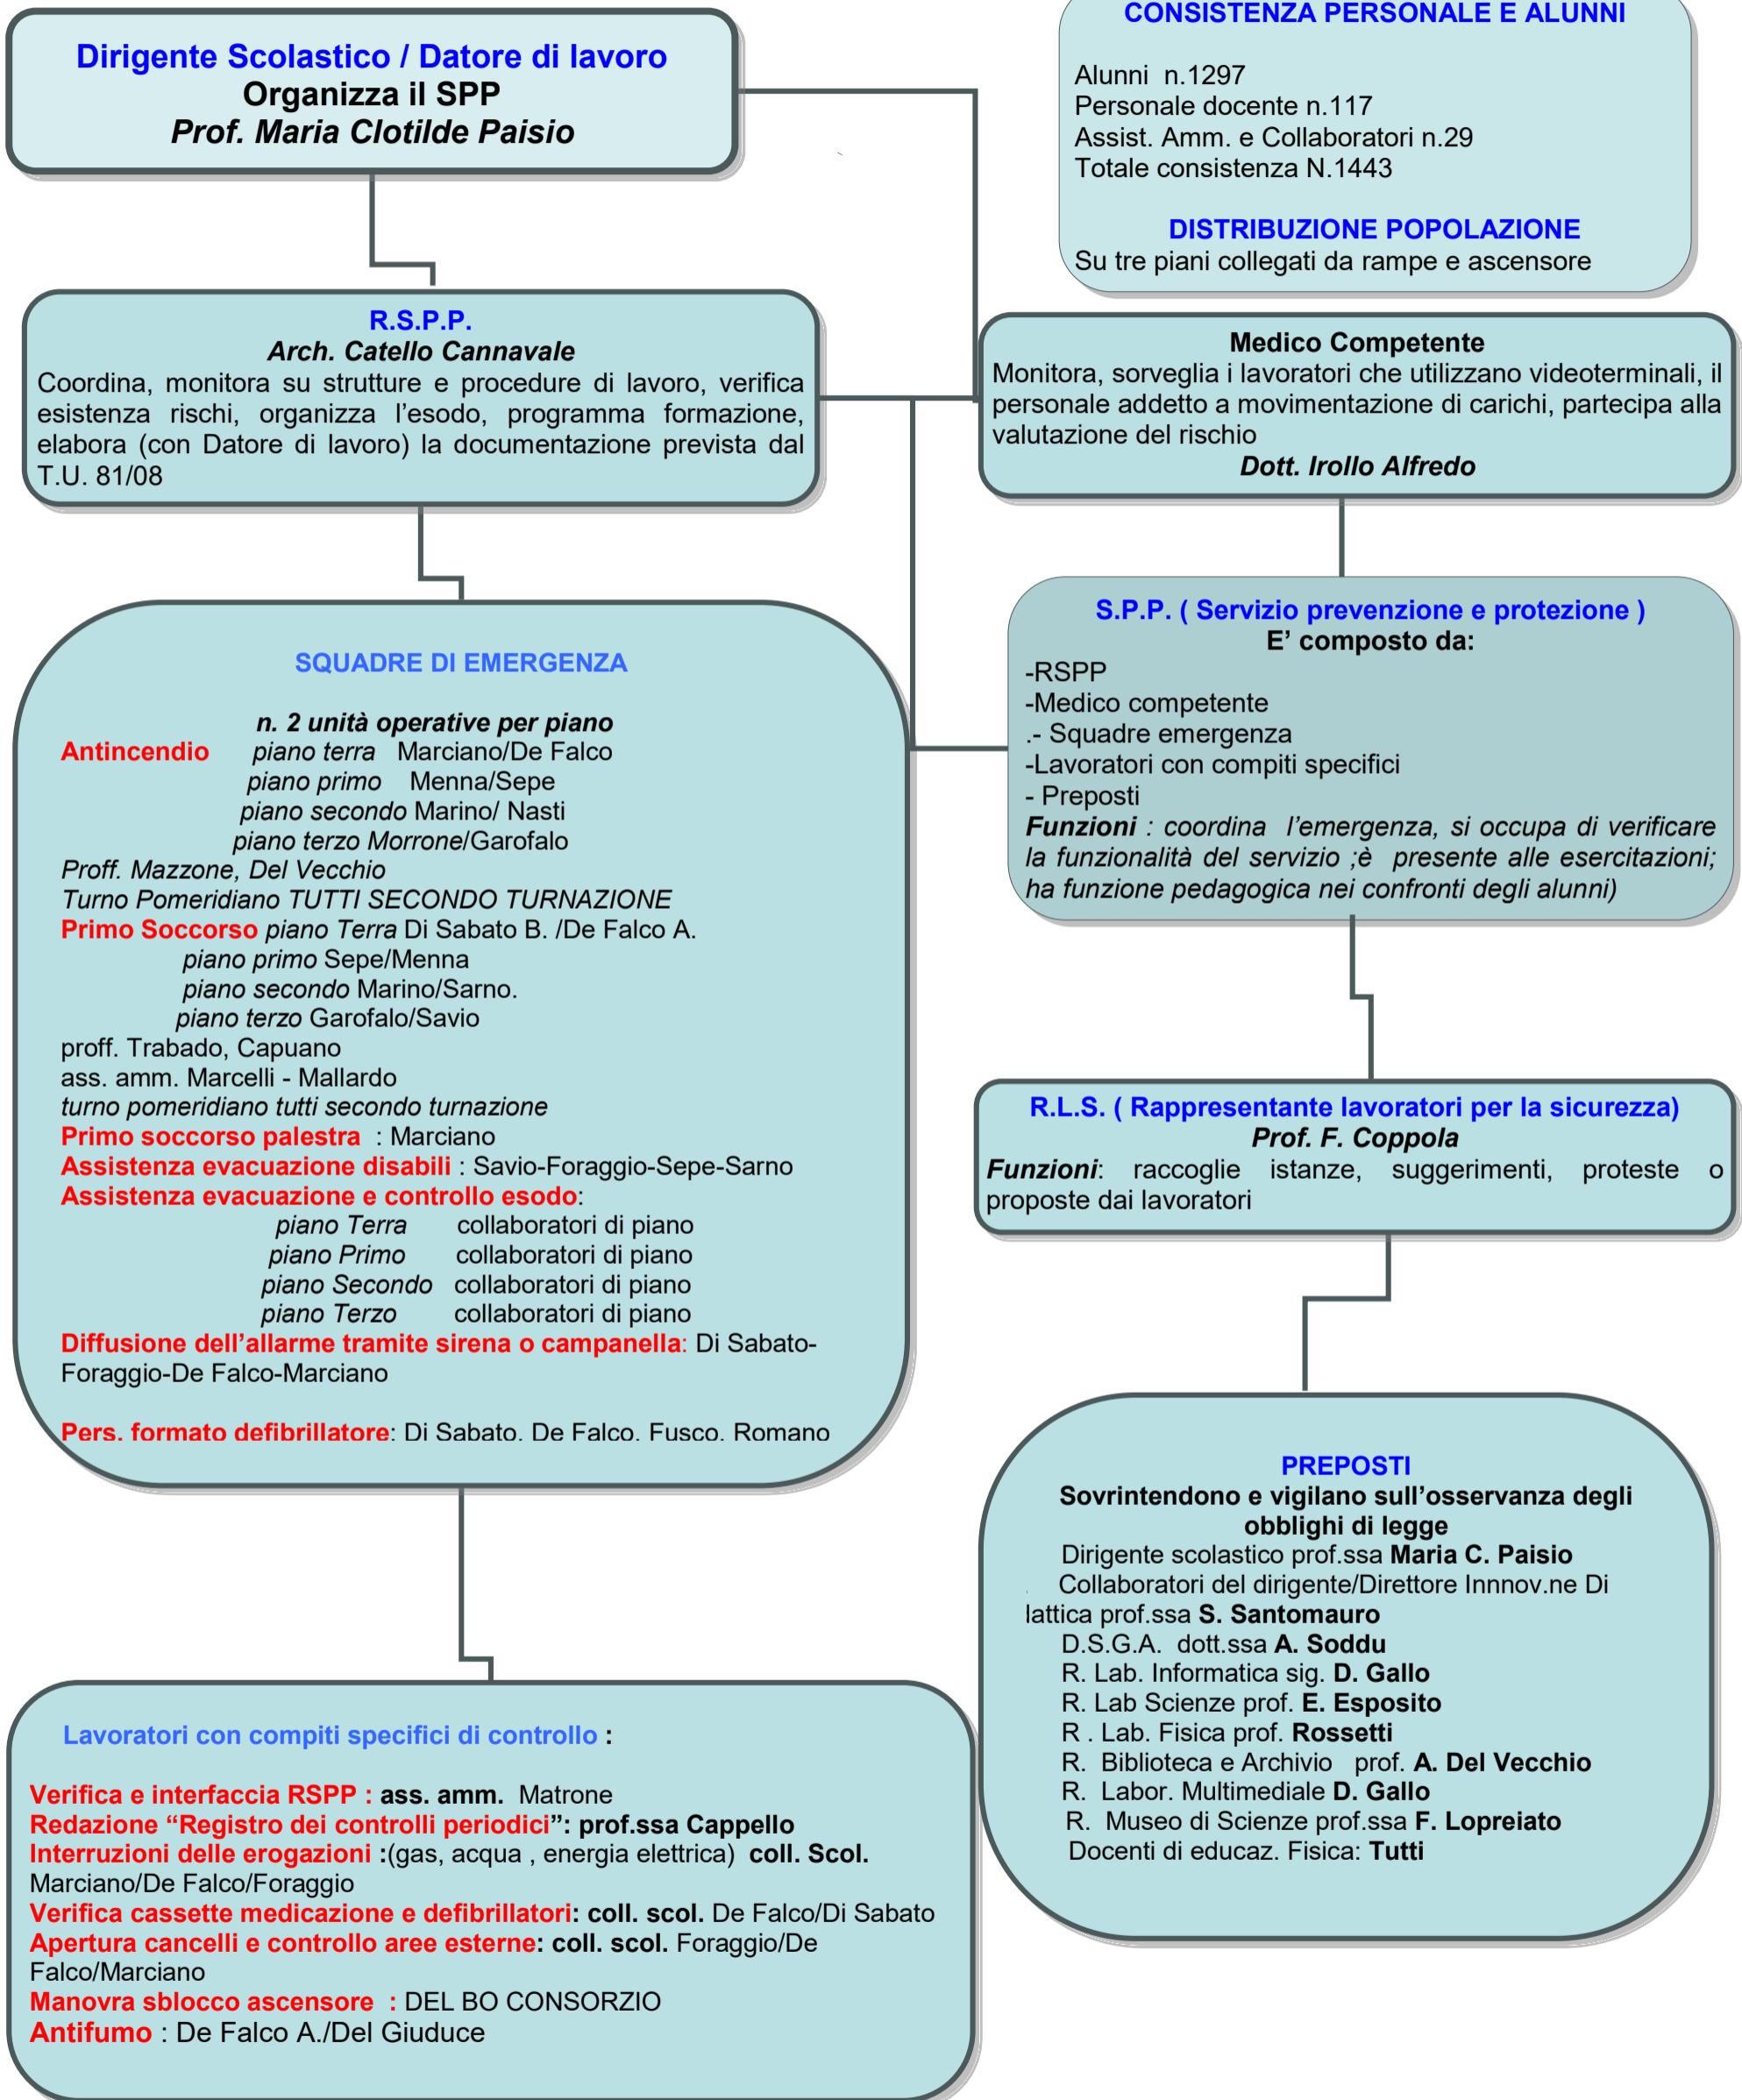 Dirigente Scolastico / Datore di lavoro
Organizza il SPP
Prof. Maria Clotilde Paisio
CONSISTENZA PERSONALE E ALUNNI
Alunni n.1297
Personale docente n.117
Assist. Amm. e Collaboratori n.29
Totale consistenza N.1443
DISTRIBUZIONE POPOLAZIONE
Su tre piani collegati da rampe e ascensore
R.S.P.P.
Arch. Catello Cannavale
Coordina, monitora su strutture e procedure di lavoro, verifica
esistenza rischi, organizza l'esodo, programma formazione,
elabora (con Datore di lavoro) la documentazione prevista dal
T.U. 81/08
Medico Competente
Monitora, sorveglia i lavoratori che utilizzano videoterminali, il
personale addetto a movimentazione di carichi, partecipa alla
valutazione del rischio
Dott. Irollo Alfredo
SQUADRE DI EMERGENZA
n. 2 unità operative per piano
Antincendio piano terra Marciano/De Falco
piano primo Menna/Sepe
piano secondo Marino/ Nasti
piano terzo Morrone/Garofalo
Proff. Mazzone, Del Vecchio
Turno Pomeridiano TUTTI SECONDO TURNAZIONE
Primo Soccorso piano Terra Di Sabato B. /De Falco A.
piano primo Sepe/Menna
piano secondo Marino/Sarno.
piano terzo Garofalo/Savio
proff. Trabado, Capuano
ass. amm. Marcelli - Mallardo
turno pomeridiano tutti secondo turnazione
Primo soccorso palestra : Marciano
Assistenza evacuazione disabili : Savio-Foraggio-Sepe-Sarno
Assistenza evacuazione e controllo esodo:
piano Terra collaboratori di piano
piano Primo collaboratori di piano
piano Secondo collaboratori di piano
piano Terzo collaboratori di piano
Diffusione dell'allarme tramite sirena o campanella: Di Sabato-
Foraggio-De Falco-Marciano
Pers. formato defibrillatore: Di Sabato, De Falco, Fusco, Romano
S.P.P. ( Servizio prevenzione e protezione )
E' composto da:
-RSPP
-Medico competente
.- Squadre emergenza
-Lavoratori con compiti specifici
- Preposti
Funzioni : coordina l'emergenza, si occupa di verificare
la funzionalità del servizio ;è presente alle esercitazioni;
ha funzione pedagogica nei confronti degli alunni)
R.L.S. ( Rappresentante lavoratori per la sicurezza)
Prof. F. Coppola
Funzioni: raccoglie istanze, suggerimenti, proteste o
proposte dai lavoratori
PREPOSTI
Sovrintendono e vigilano sull'osservanza degli
obblighi di legge
Dirigente scolastico prof.ssa Maria C. Paisio
. Collaboratori del dirigente/Direttore Innnov.ne Di
lattica prof.ssa S. Santomauro
D.S.G.A. dott.ssa A. Soddu
R. Lab. Informatica sig. D. Gallo
R. Lab Scienze prof. E. Esposito
R . Lab. Fisica prof. Rossetti
R. Biblioteca e Archivio prof. A. Del Vecchio
R. Labor. Multimediale D. Gallo
R. Museo di Scienze prof.ssa F. Lopreiato
Docenti di educaz. Fisica: Tutti
Lavoratori con compiti specifici di controllo :
Verifica e interfaccia RSPP : ass. amm. Matrone
Redazione "Registro dei controlli periodici": prof.ssa Cappello
Interruzioni delle erogazioni :(gas, acqua , energia elettrica) coll. Scol.
Marciano/De Falco/Foraggio
Verifica cassette medicazione e defibrillatori: coll. scol. De Falco/Di Sabato
Apertura cancelli e controllo aree esterne: coll. scol. Foraggio/De
Falco/Marciano
Manovra sblocco ascensore : DEL BO CONSORZIO
Antifumo : De Falco A./Del Giuduce